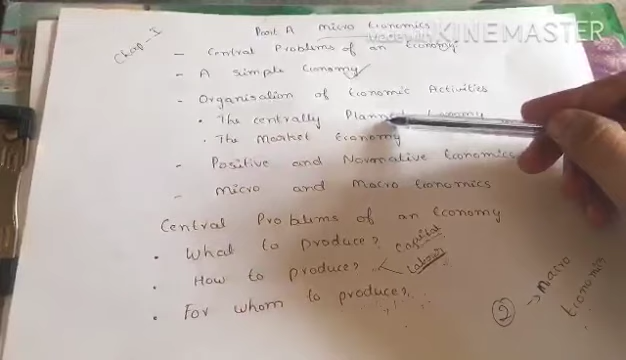 Part A Micro Economics
Made with KINEMASTER
Chap-I
- Central Problems of an Economy.
- A Simple Economy
- Organisation of Economic Activities
• The Centrally Planned Economy
• The Market Economy
- Positive and Normative Economics
- Micro and Macro Economics
Central Problems of an Economy
• What to Produce?
• How to Produce? Capital
Labour
• For whom to produce?
② → Macro
Economics